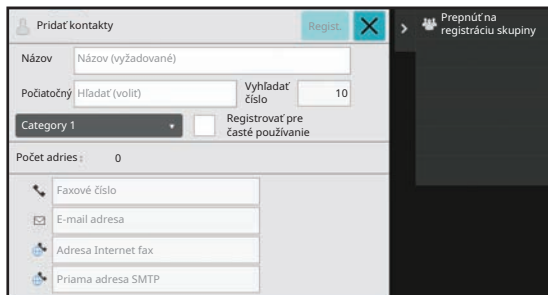 Pridať kontakty
Regist.
Prepnúť na
registráciu skupiny
Názov
Názov (vyžadované)
Počiatočný
Hľadať (voliť)
Vyhľadať
číslo
10
Category 1
Registrovať pre
časté používanie
Počet adries :
0
Faxové číslo
E-mail adresa
Adresa Internet fax
Priama adresa SMTP